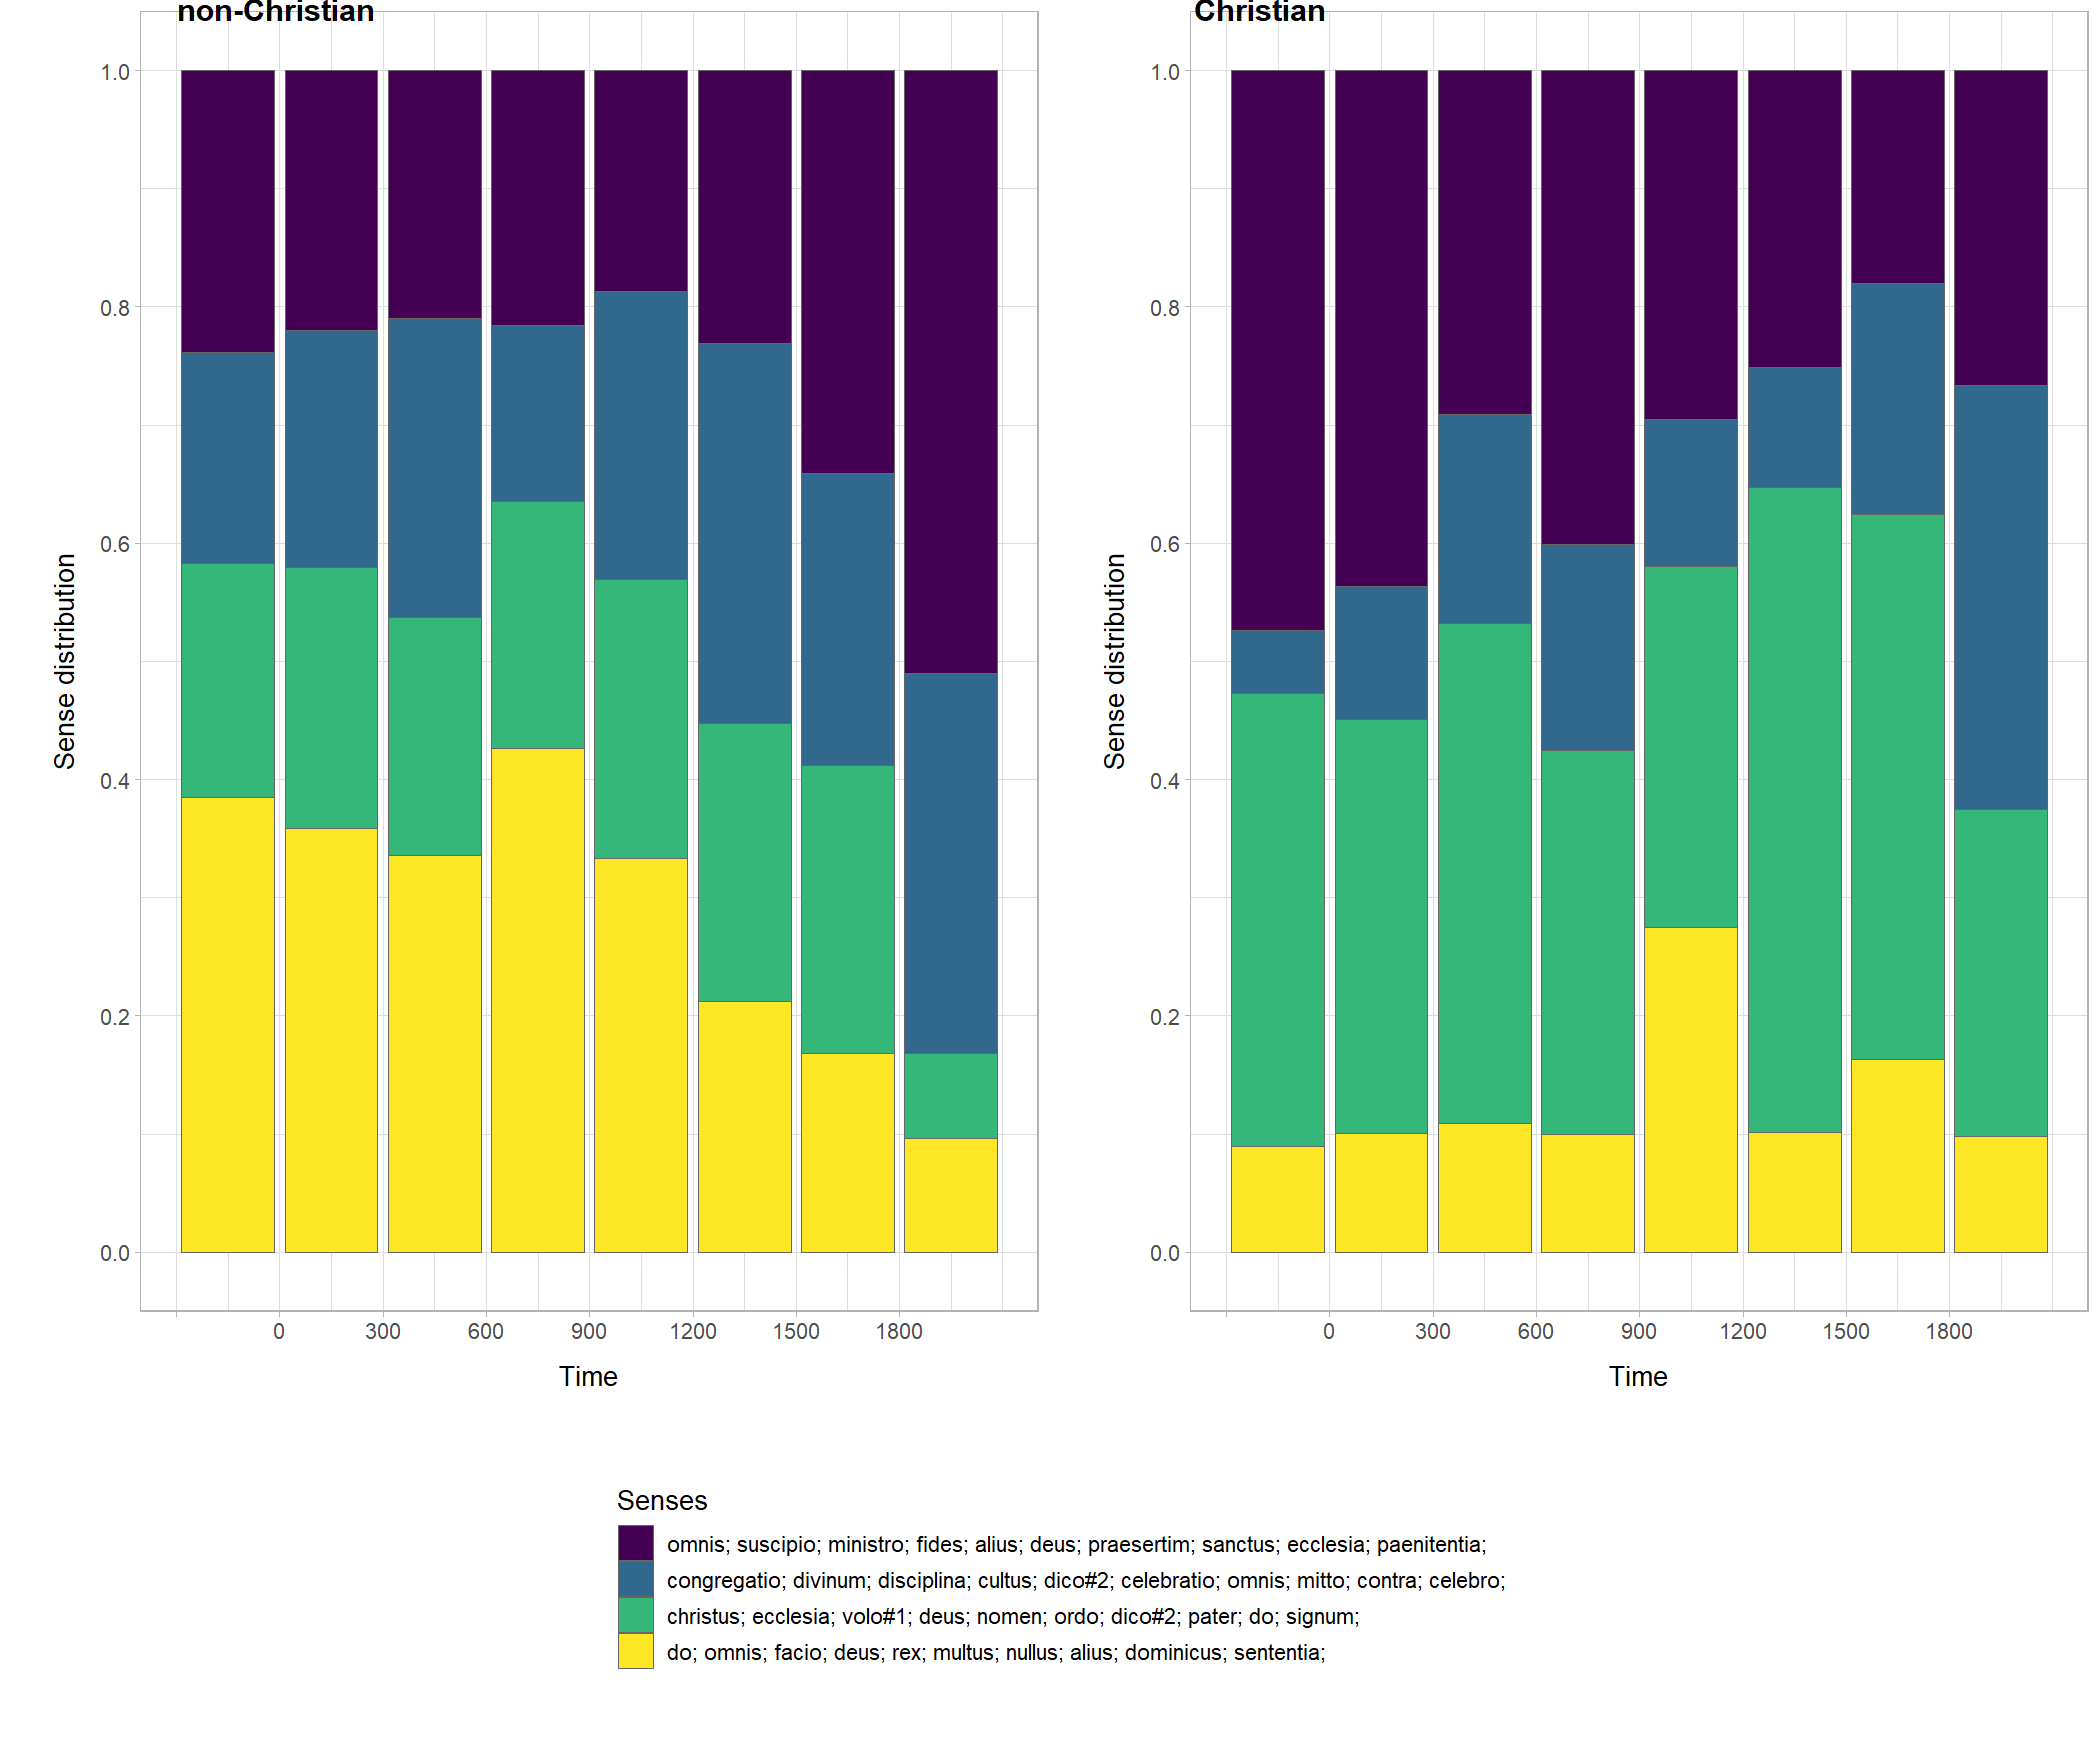 non-Christian
Christian
1.0
0.8
0.6
0.4
0.2
0.0
Sense distribution
0 300 600 900 1200 1500 1800
Time
1.0
0.8
0.6
0.4
0.2
0.0
Sense distribution
0 300 600 900 1200 1500 1800
Time
Senses
omnis; suscipio; ministro; fides; alius; deus; praesertim; sanctus; ecclesia; paenitentia;
congregatio; divinum; disciplina; cultus; dico#2; celebratio; omnis; mitto; contra; celebro;
christus; ecclesia; volo#1; deus; nomen; ordo; dico#2; pater; do; signum;
do; omnis; facio; deus; rex; multus; nullus; alius; dominicus; sententia;